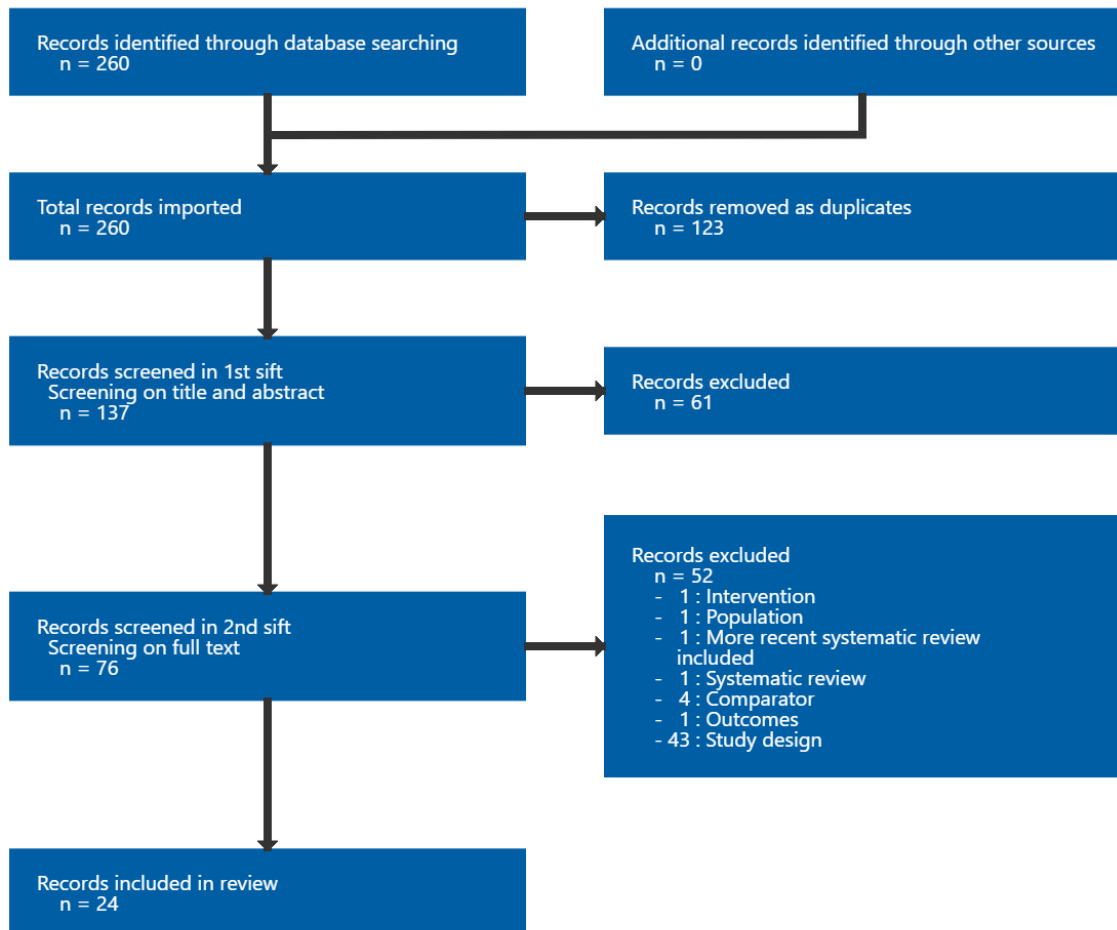 Records identified through database searching
n = 260
Additional records identified through other sources
n = 0
Total records imported
n = 260
Records removed as duplicates
n = 123
Records screened in 1st sift
Screening on title and abstract
n = 137
Records excluded
n = 61
Records screened in 2nd sift
Screening on full text
n = 76
Records excluded
n = 52
- 1 : Intervention
- 1 : Population
- 1 : More recent systematic review
included
- 1 : Systematic review
- 4 : Comparator
- 1 : Outcomes
- 43 : Study design
Records included in review
n = 24